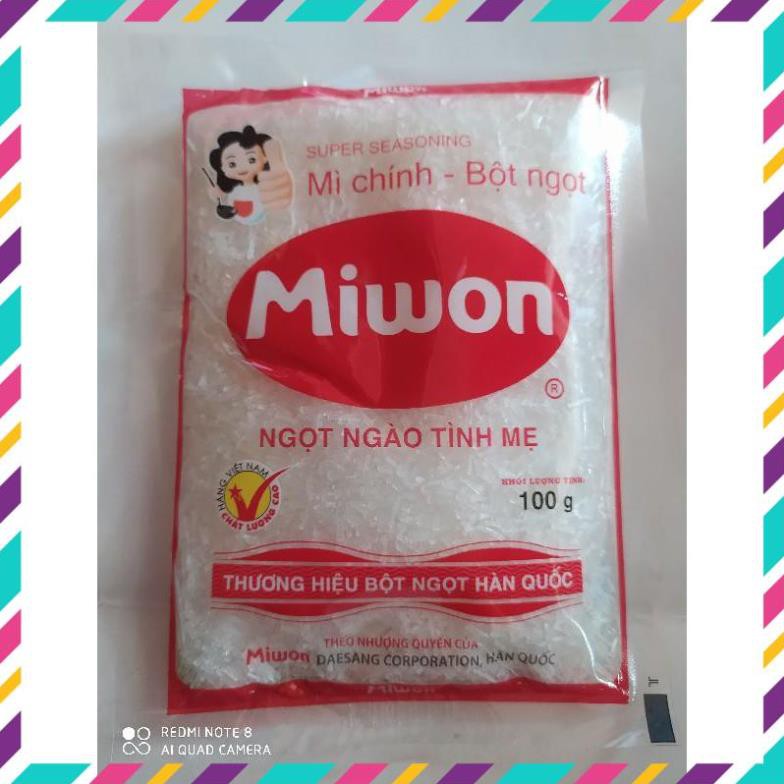 Miwon
SUPER SEASONING
Mì chính - Bột ngọt
Miwon
®
NGỌT NGÀO TÌNH MẸ
HÀNG VIỆT NAM
CHẤT LƯỢNG CAO
KHỐI LƯỢNG TỊNH:
100 g
THƯƠNG HIỆU BỘT NGỌT HÀN QUỐC
THEO NHƯỢNG QUYỀN CỦA
Miwon DAESANG CORPORATION, HÀN QUỐC
Miwon
REDMI NOTE 8
AI QUAD CAMERA